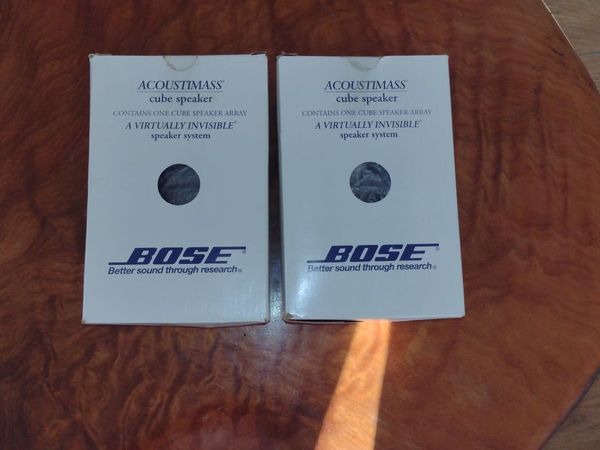 ACOUSTIMASS®
cube speaker
CONTAINS ONE CUBE SPEAKER ARRAY
A VIRTUALLY INVISIBLE®
speaker system
BOSE®
Better sound through research®
ACOUSTIMASS®
cube speaker
CONTAINS ONE CUBE SPEAKER ARRAY
A VIRTUALLY INVISIBLE®
speaker system
BOSE®
Better sound through research®